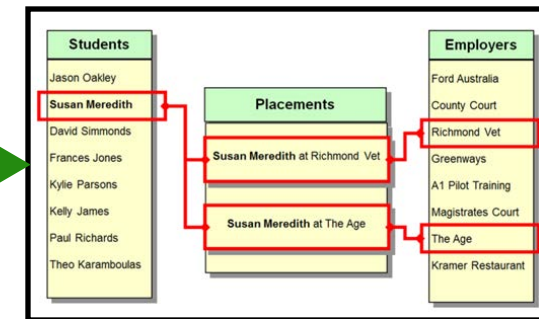 Students
Jason Oakley
Susan Meredith
David Simmonds
Frances Jones
Kylie Parsons
Kelly James
Paul Richards
Theo Karamboulas
Placements
Susan Meredith at Richmond Vet
Susan Meredith at The Age
Employers
Ford Australia
County Court
Richmond Vet
Greenways
A1 Pilot Training
Magistrates Court
The Age
Kramer Restaurant